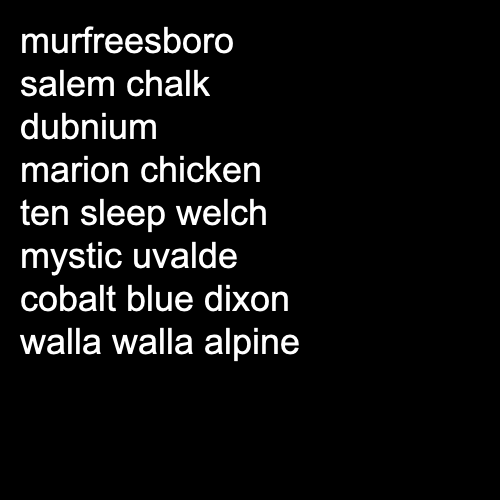 murfreesboro
salem chalk
dubnium
marion chicken
ten sleep welch
mystic uvalde
cobalt blue dixon
walla walla alpine